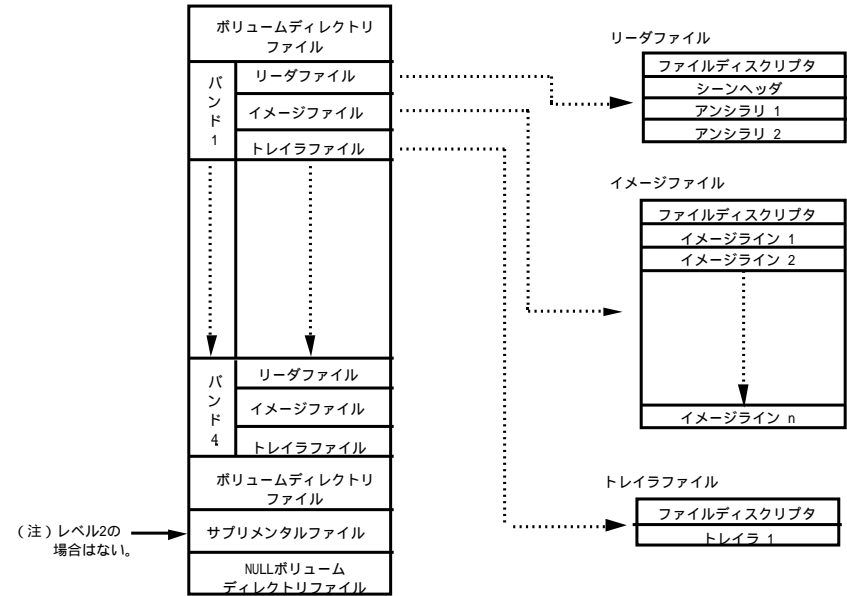 ボリュームディレクトリ
ファイル
バンド1
リーダファイル
イメージファイル
トレイラファイル
バンド4
リーダファイル
イメージファイル
トレイラファイル
ボリュームディレクトリ
ファイル
サプリメンタルファイル
NULLボリューム
ディレクトリファイル
(注)レベル2の
場合はない。
リーダファイル
ファイルディスクリプタ
シーンヘッダ
アンシラリ 1
アンシラリ 2
イメージファイル
ファイルディスクリプタ
イメージライン 1
イメージライン 2
イメージライン n
トレイラファイル
ファイルディスクリプタ
トレイラ 1